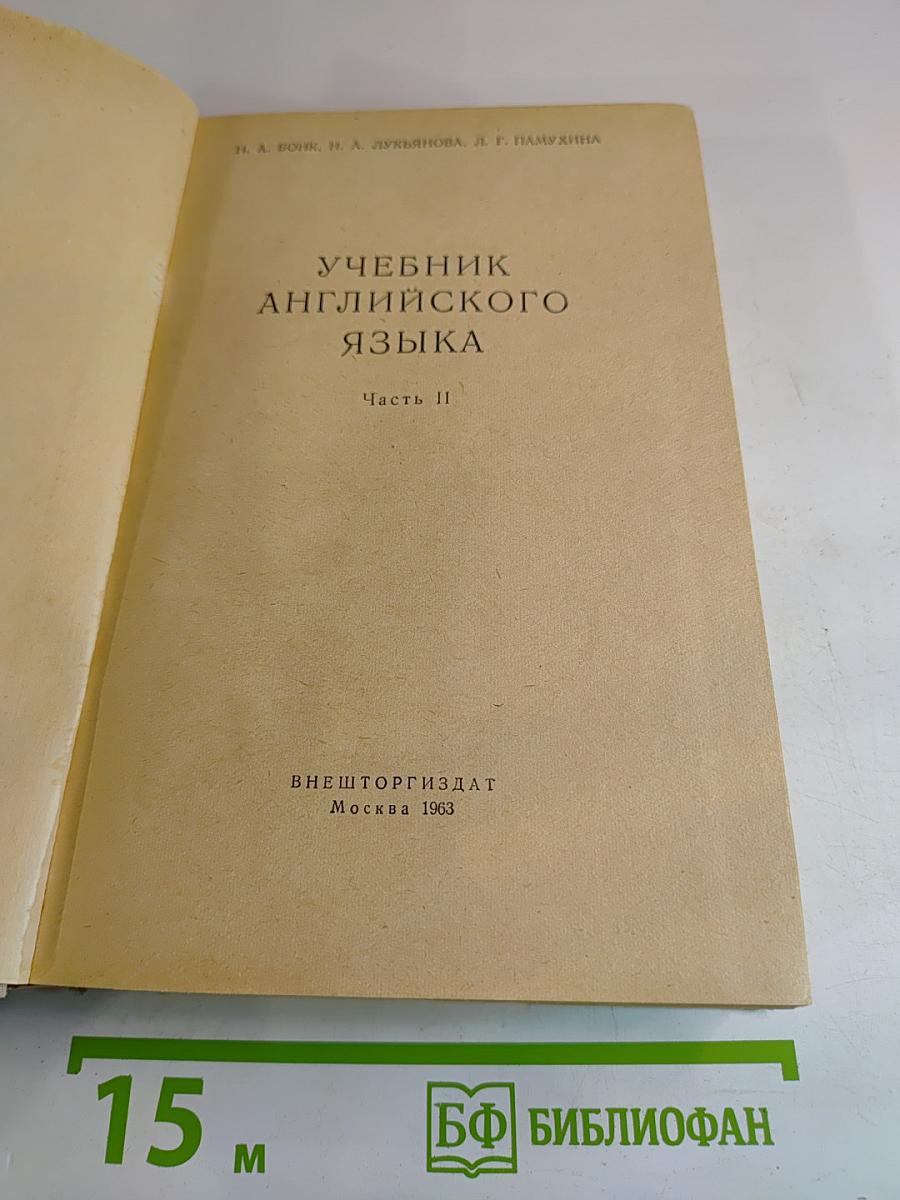 Н. А. БОНК, Н. А. ЛУКЬЯНОВА, Л. Г. ПАМУХИНА
УЧЕБНИК
АНГЛИЙСКОГО
ЯЗЫКА
Часть II
ВНЕШТОРГИЗДАТ
Москва 1963
15 м
БФ БИБЛИОФАН